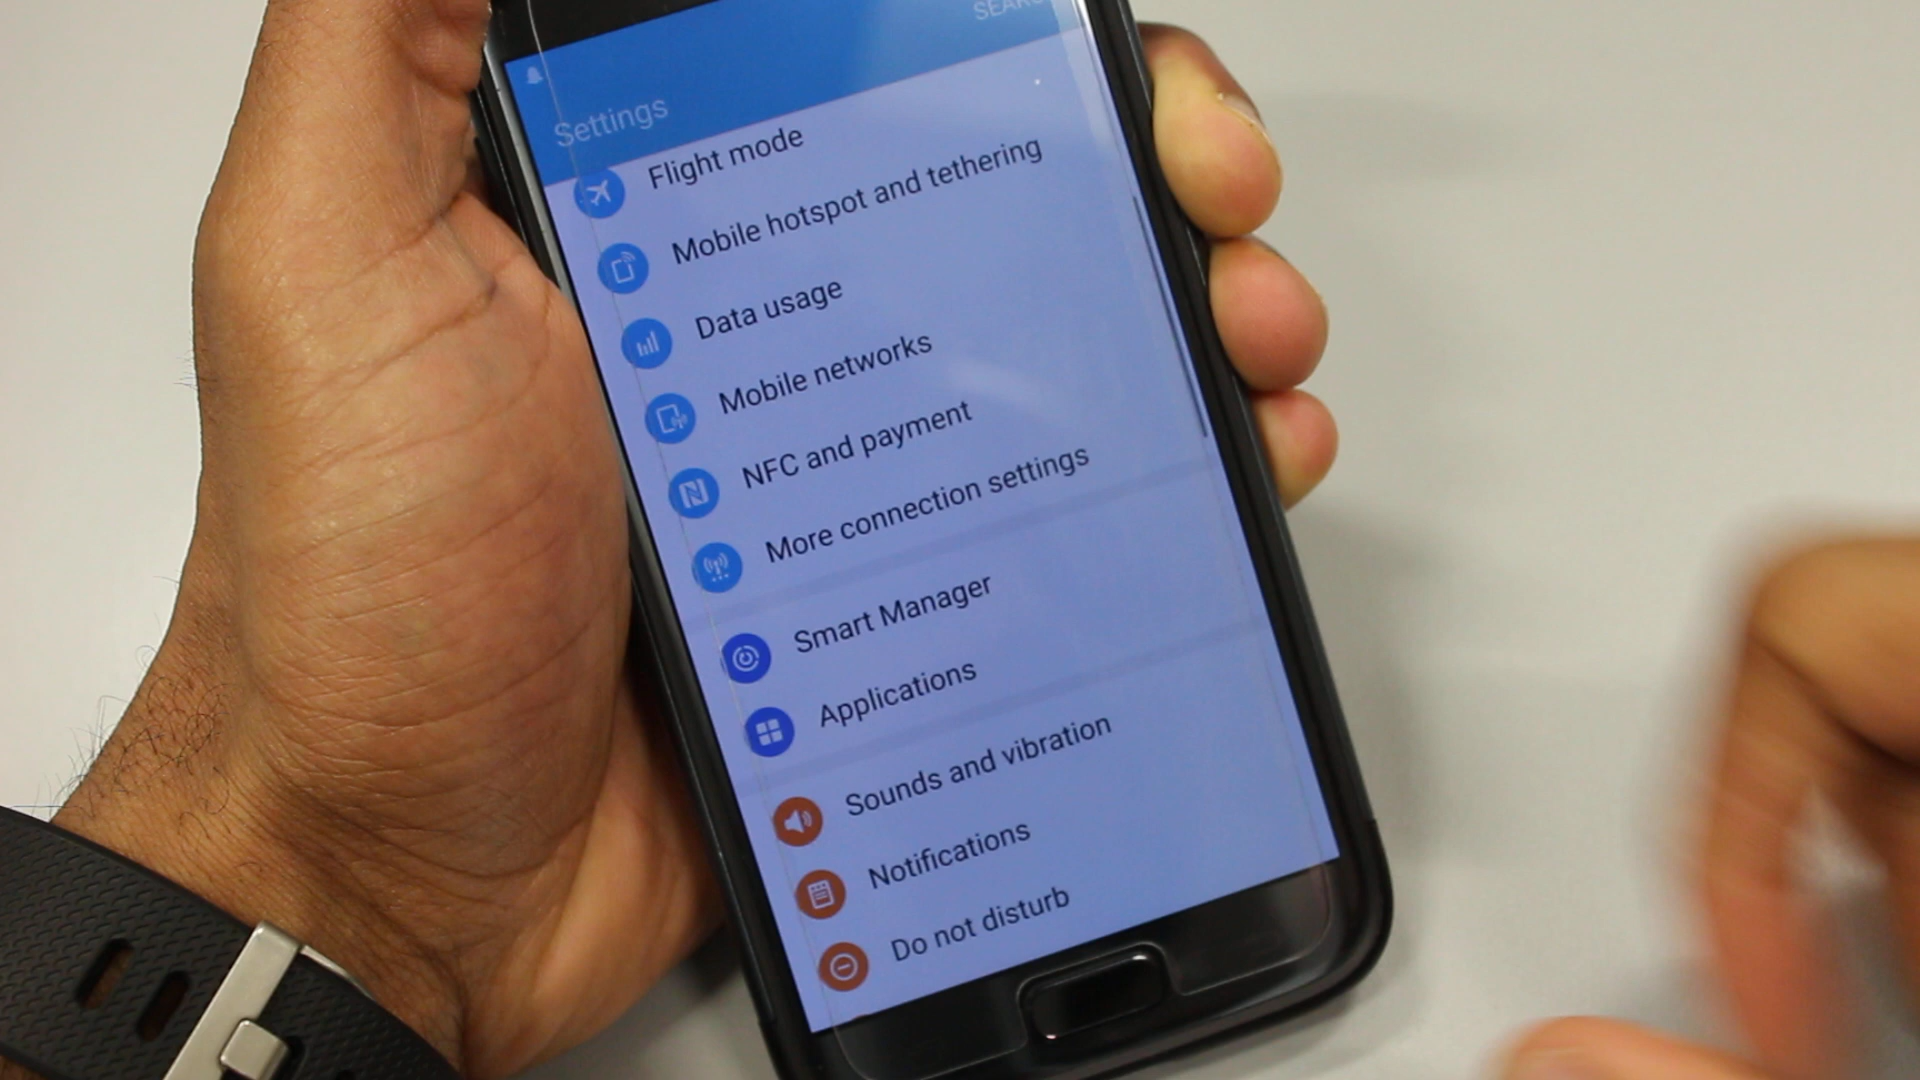 Settings
Flight mode
Mobile hotspot and tethering
Data usage
Mobile networks
NFC and payment
More connection settings
Smart Manager
Applications
Sounds and vibration
Notifications
Do not disturb